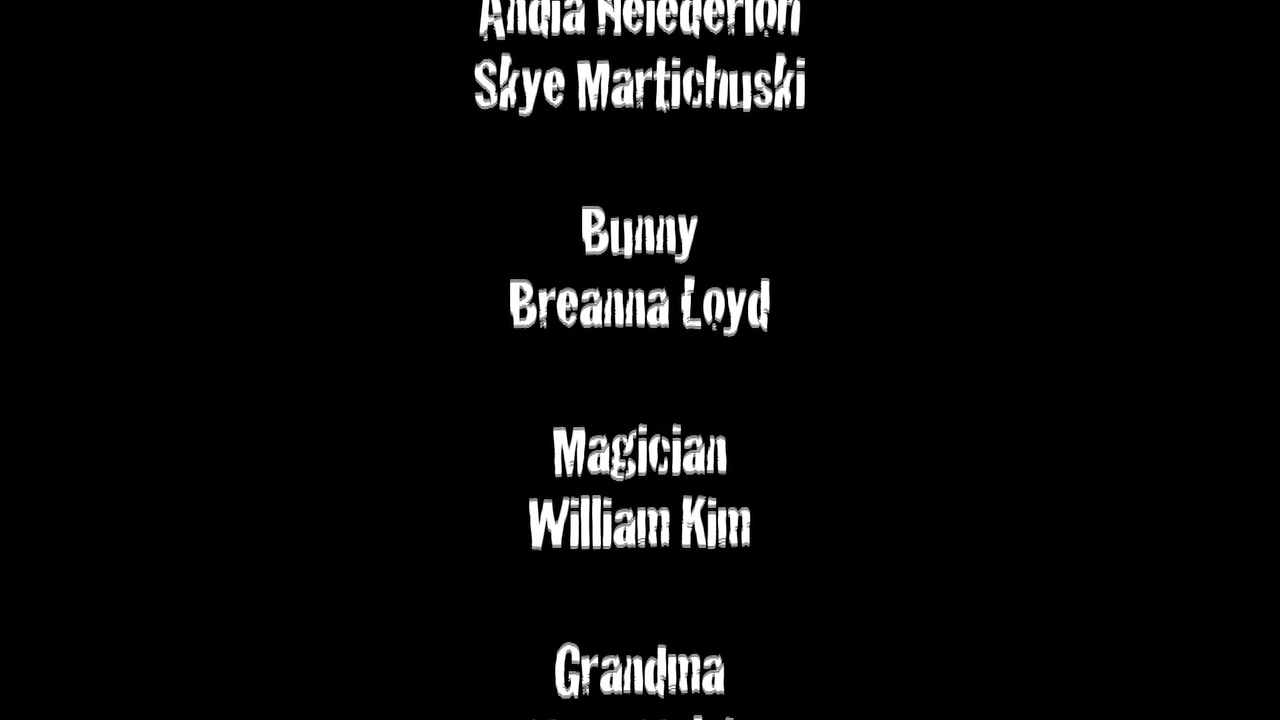 Skye Martichuski
Bunny
Breanna Loyd
Magician
William Kim
Grandma